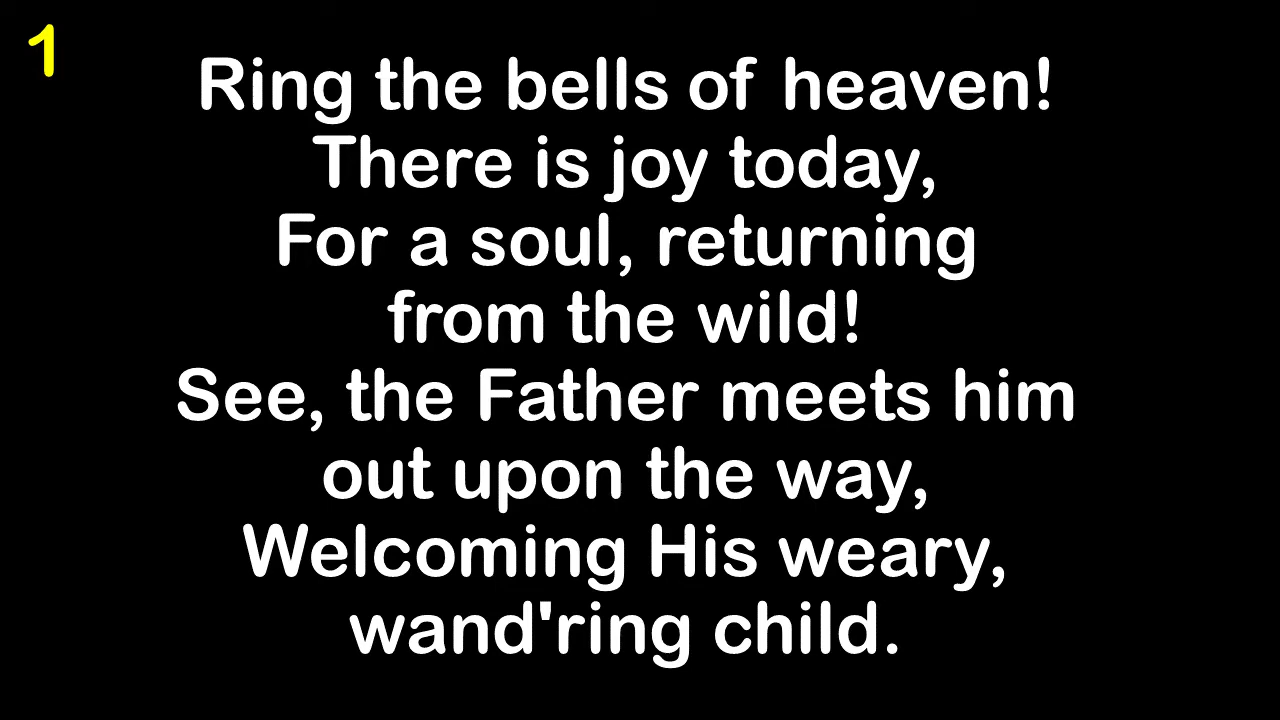 1
Ring the bells of heaven!
There is joy today,
For a soul, returning
from the wild!
See, the Father meets him
out upon the way,
Welcoming His weary,
wand'ring child.